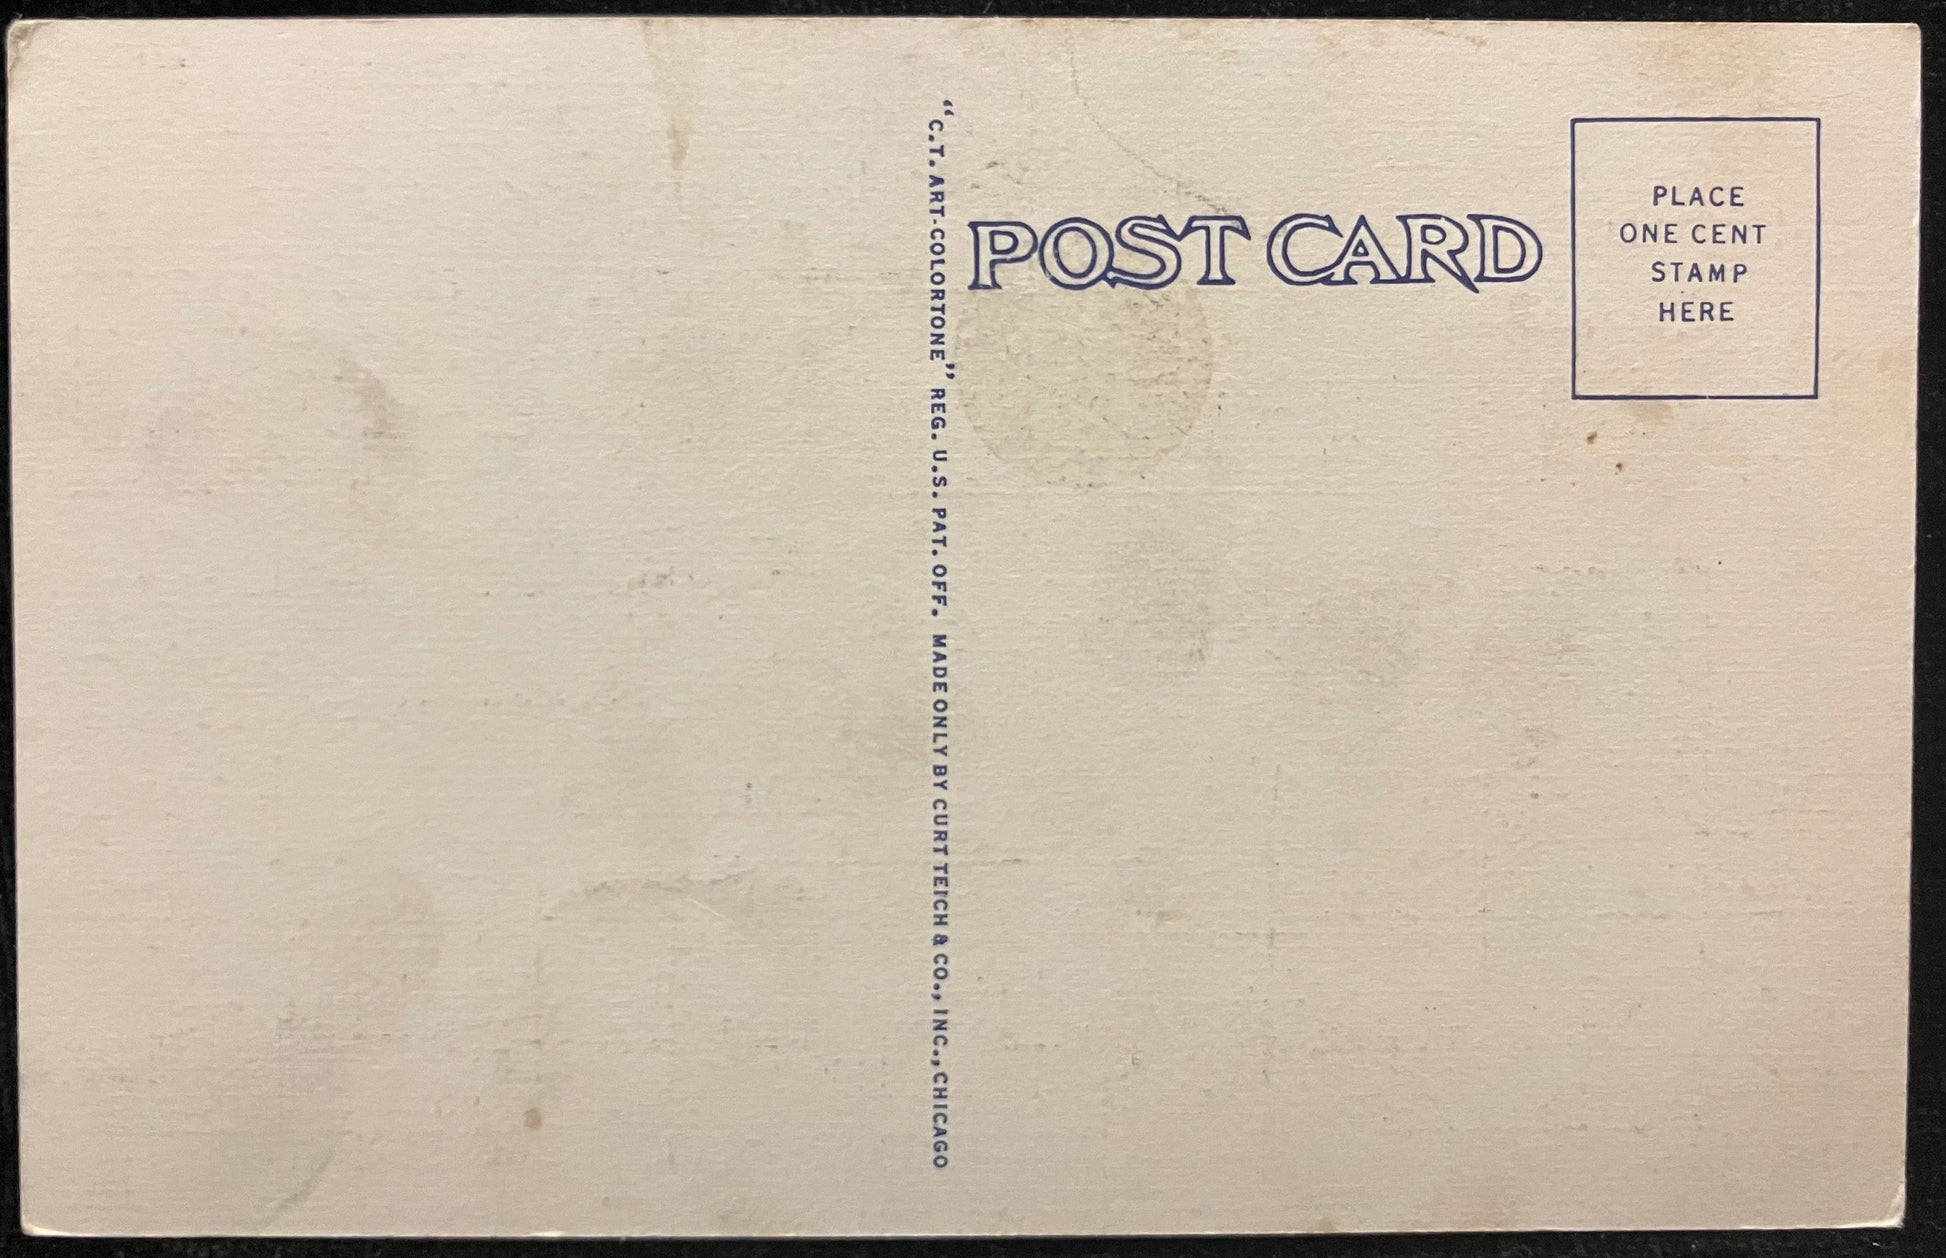 "C.T. ART-COLORTONE" REG. U.S. PAT. OFF. MADE ONLY BY CURT TEICH & CO., INC., CHICAGO
POST CARD
PLACE
ONE CENT
STAMP
HERE